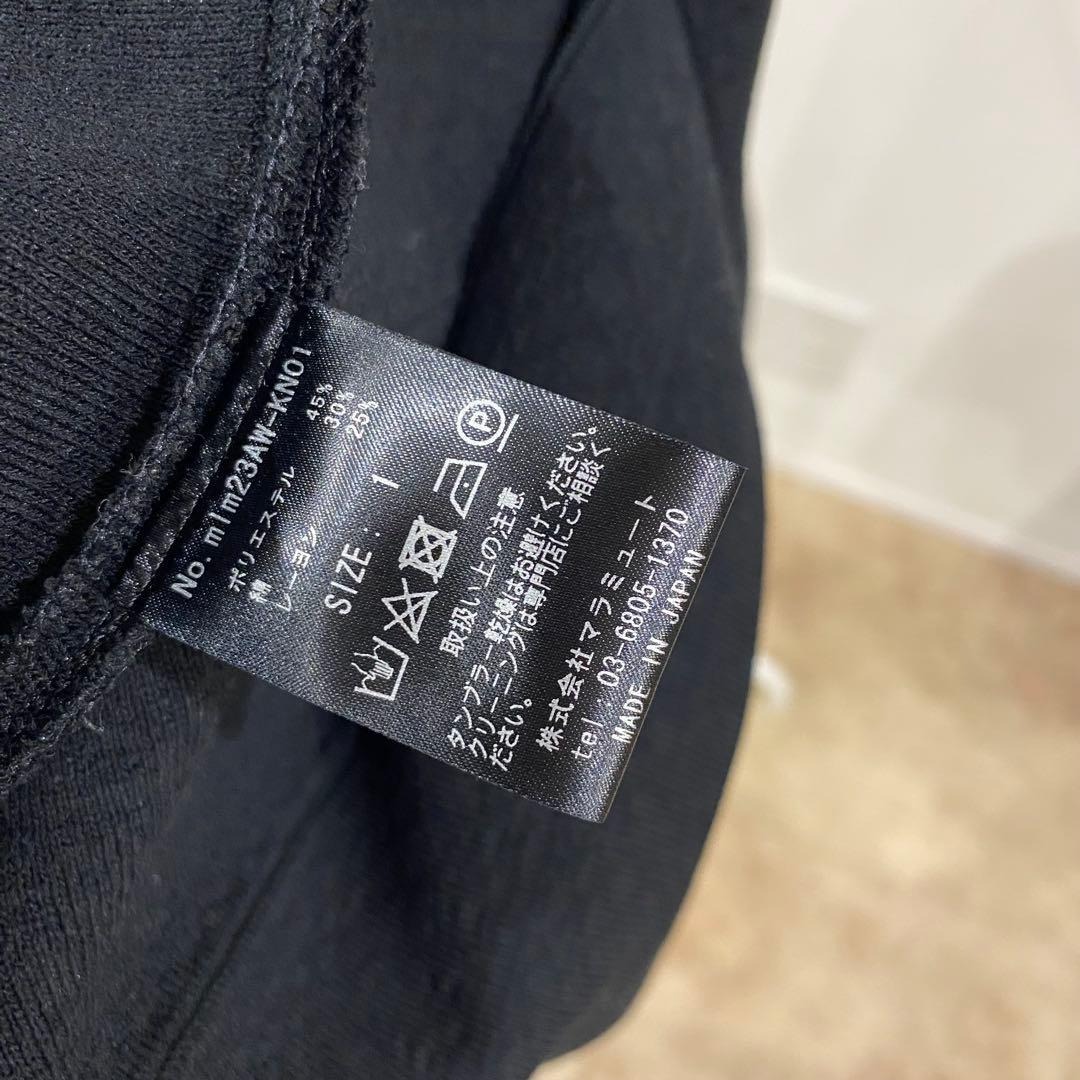 No. mlm23AW-KN01
ポリエステル 45%
綿 30%
レーヨン 25%
SIZE : 1
P
取扱い上の注意
タンブラー乾燥はお避けください。
クリーニングは専門店にご相談く
ださい。
株式会社マラミュート
tel.03-6805-1370
MADE IN JAPAN